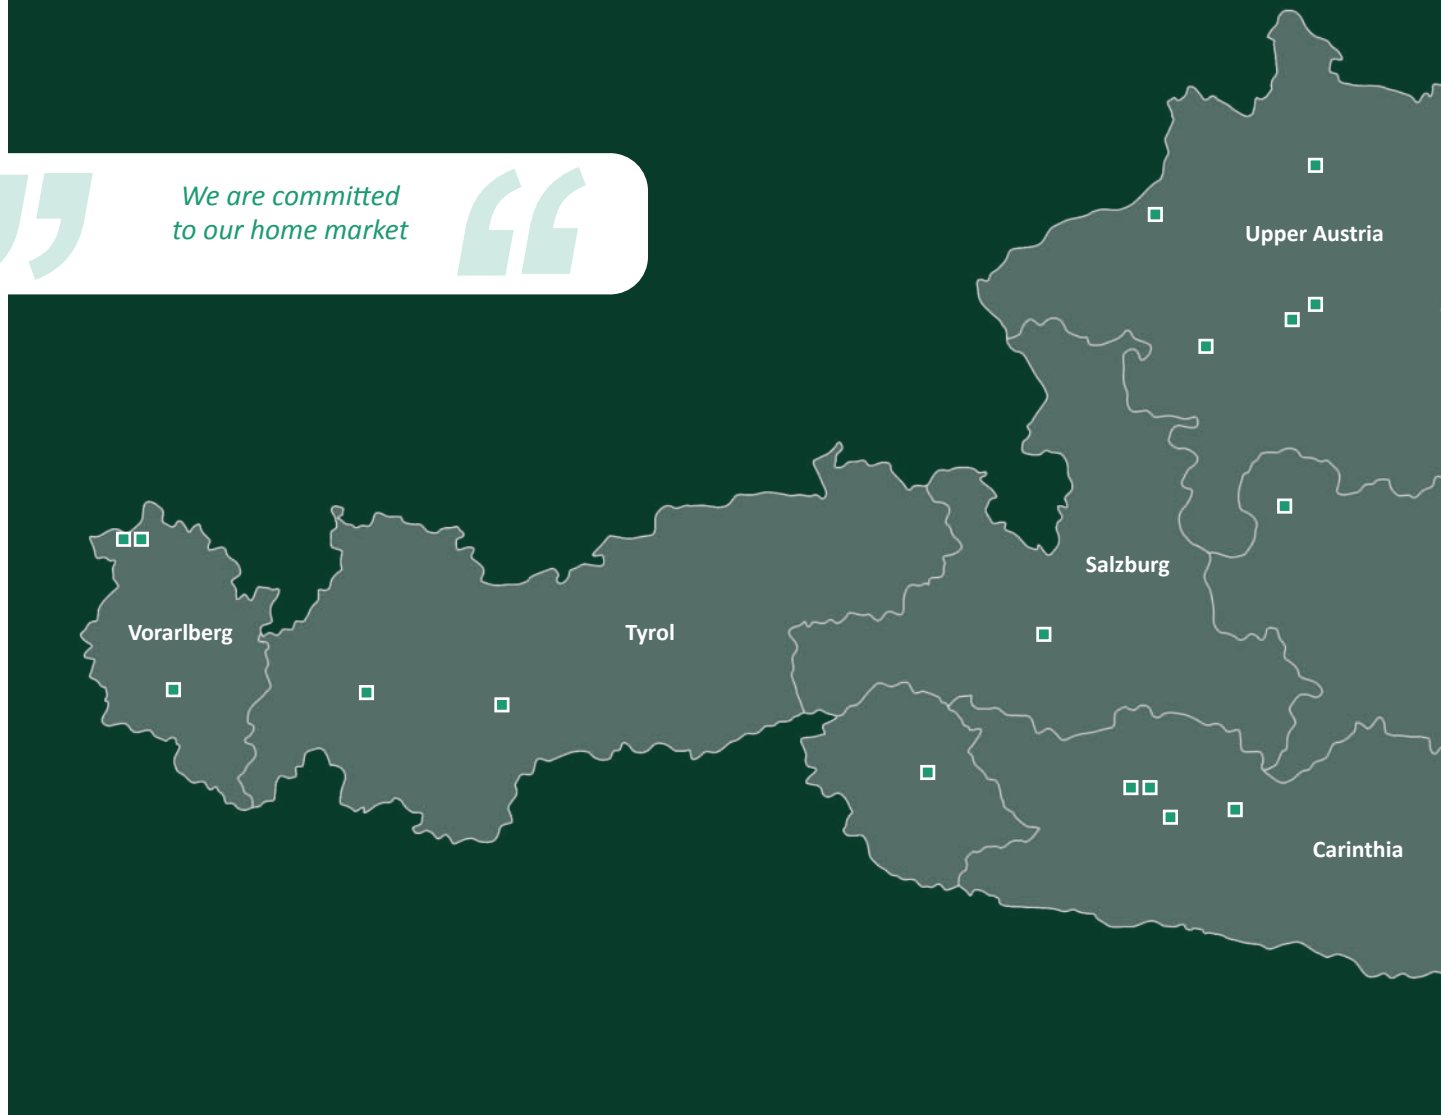 We are committed
to our home market
Upper Austria
Salzburg
Vorarlberg
Tyrol
Carinthia